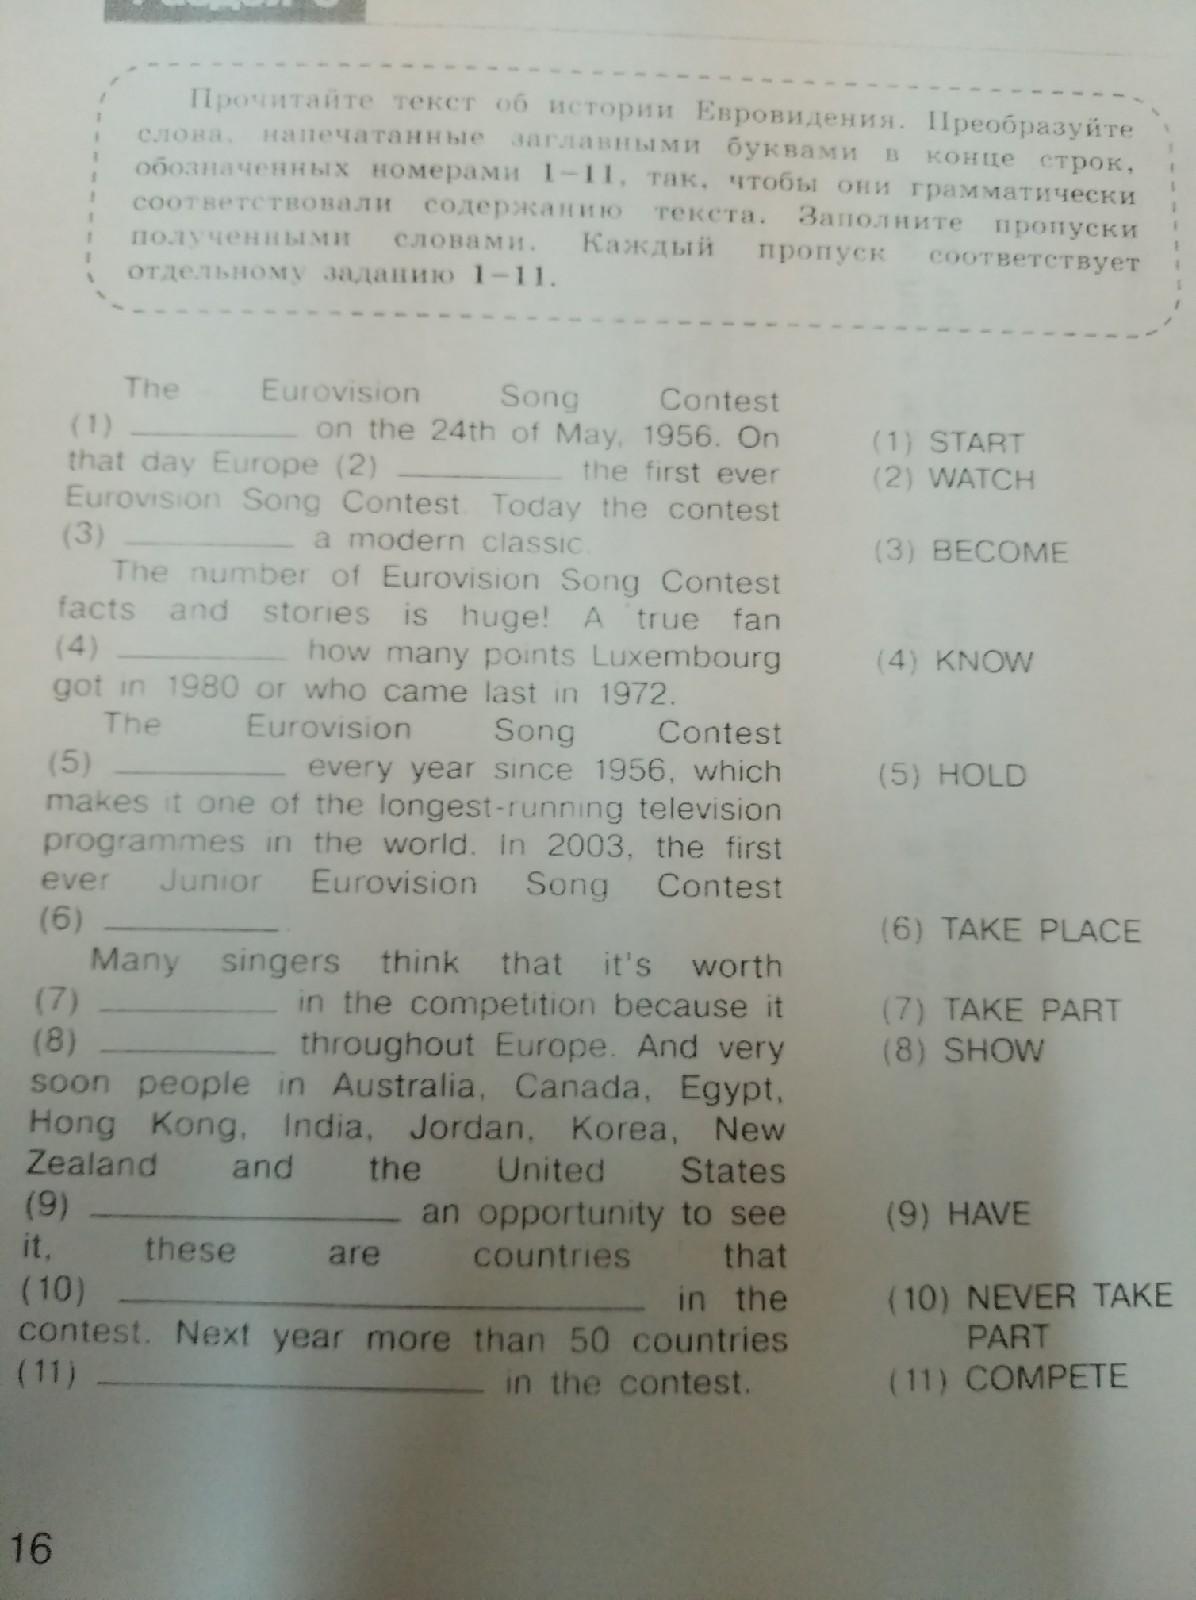 Прочитайте текст об истории Евровидения. Преобразуйте
слова, напечатанные заглавными буквами в конце строк,
обозначенных номерами 1–11, так, чтобы они грамматически
соответствовали содержанию текста. Заполните пропуски
полученными словами. Каждый пропуск соответствует
отдельному заданию 1–11.
The Eurovision Song Contest
(1) __________ on the 24th of May, 1956. On (1) START
that day Europe (2) __________ the first ever (2) WATCH
Eurovision Song Contest. Today the contest
(3) __________ a modern classic. (3) BECOME
The number of Eurovision Song Contest
facts and stories is huge! A true fan
(4) __________ how many points Luxembourg (4) KNOW
got in 1980 or who came last in 1972.
The Eurovision Song Contest
(5) __________ every year since 1956, which (5) HOLD
makes it one of the longest-running television
programmes in the world. In 2003, the first
ever Junior Eurovision Song Contest
(6) __________. (6) TAKE PLACE
Many singers think that it's worth
(7) __________ in the competition because it (7) TAKE PART
(8) __________ throughout Europe. And very (8) SHOW
soon people in Australia, Canada, Egypt,
Hong Kong, India, Jordan, Korea, New
Zealand and the United States
(9) __________________ an opportunity to see (9) HAVE
it, these are countries that
(10) ______________________________ in the (10) NEVER TAKE
contest. Next year more than 50 countries PART
(11) ______________________ in the contest. (11) COMPETE
16